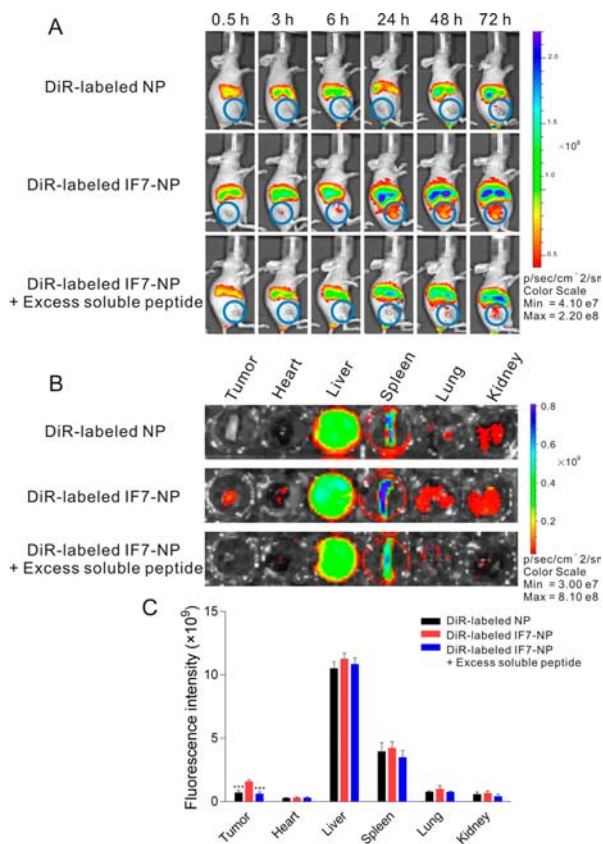 A
0.5 h 3 h 6 h 24 h 48 h 72 h
DiR-labeled NP
DiR-labeled IF7-NP
DiR-labeled IF7-NP
+ Excess soluble peptide
2.0
1.5
×10⁸
1.0
0.5
p/sec/cm^2/sr
Color Scale
Min = 4.10 e7
Max = 2.20 e8
B
Tumor Heart Liver Spleen Lung Kidney
DiR-labeled NP
DiR-labeled IF7-NP
DiR-labeled IF7-NP
+ Excess soluble peptide
0.8
0.6
×10⁹
0.4
0.2
p/sec/cm^2/sr
Color Scale
Min = 3.00 e7
Max = 8.10 e8
C
Fluorescence intensity (×10⁹)
15
10
5
0
DiR-labeled NP
DiR-labeled IF7-NP
DiR-labeled IF7-NP
+ Excess soluble peptide
*** ***
Tumor Heart Liver Spleen Lung Kidney